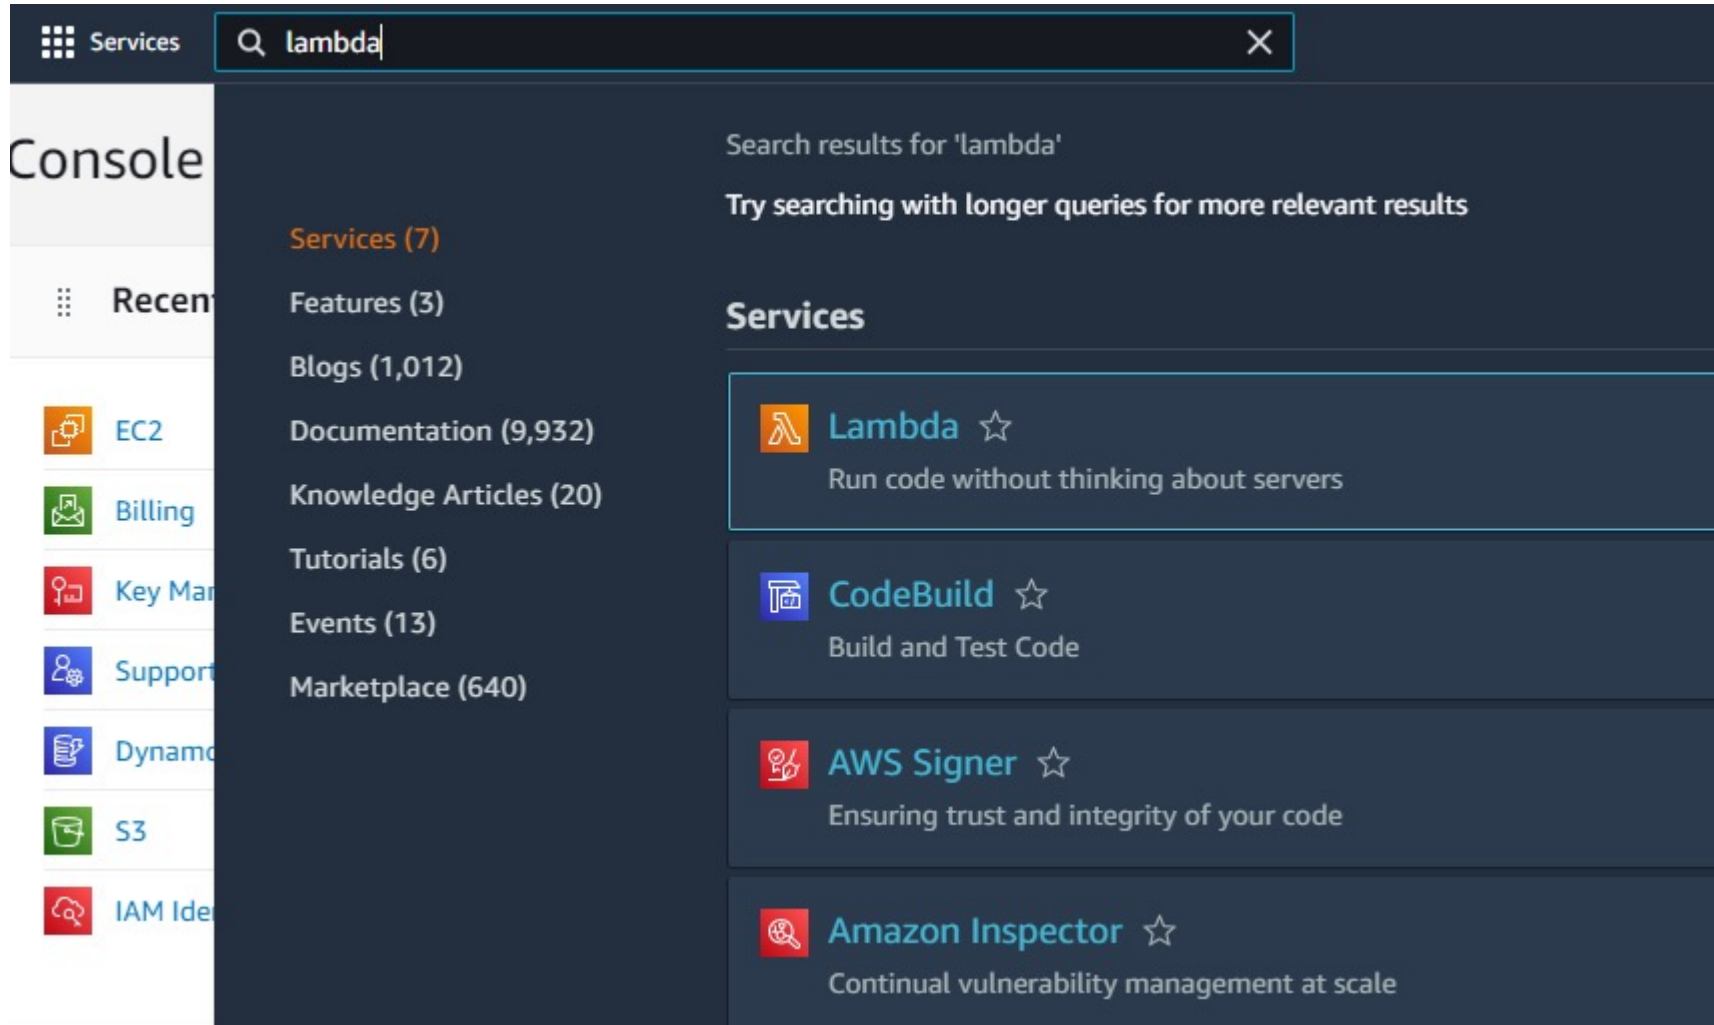 Services
lambda
Console
Search results for 'lambda'
Try searching with longer queries for more relevant results
Services (7)
Features (3)
Blogs (1,012)
Documentation (9,932)
Knowledge Articles (20)
Tutorials (6)
Events (13)
Marketplace (640)
Recen
EC2
Billing
Key Mar
Support
Dynamo
S3
IAM Ide
Services
Lambda
Run code without thinking about servers
CodeBuild
Build and Test Code
AWS Signer
Ensuring trust and integrity of your code
Amazon Inspector
Continual vulnerability management at scale